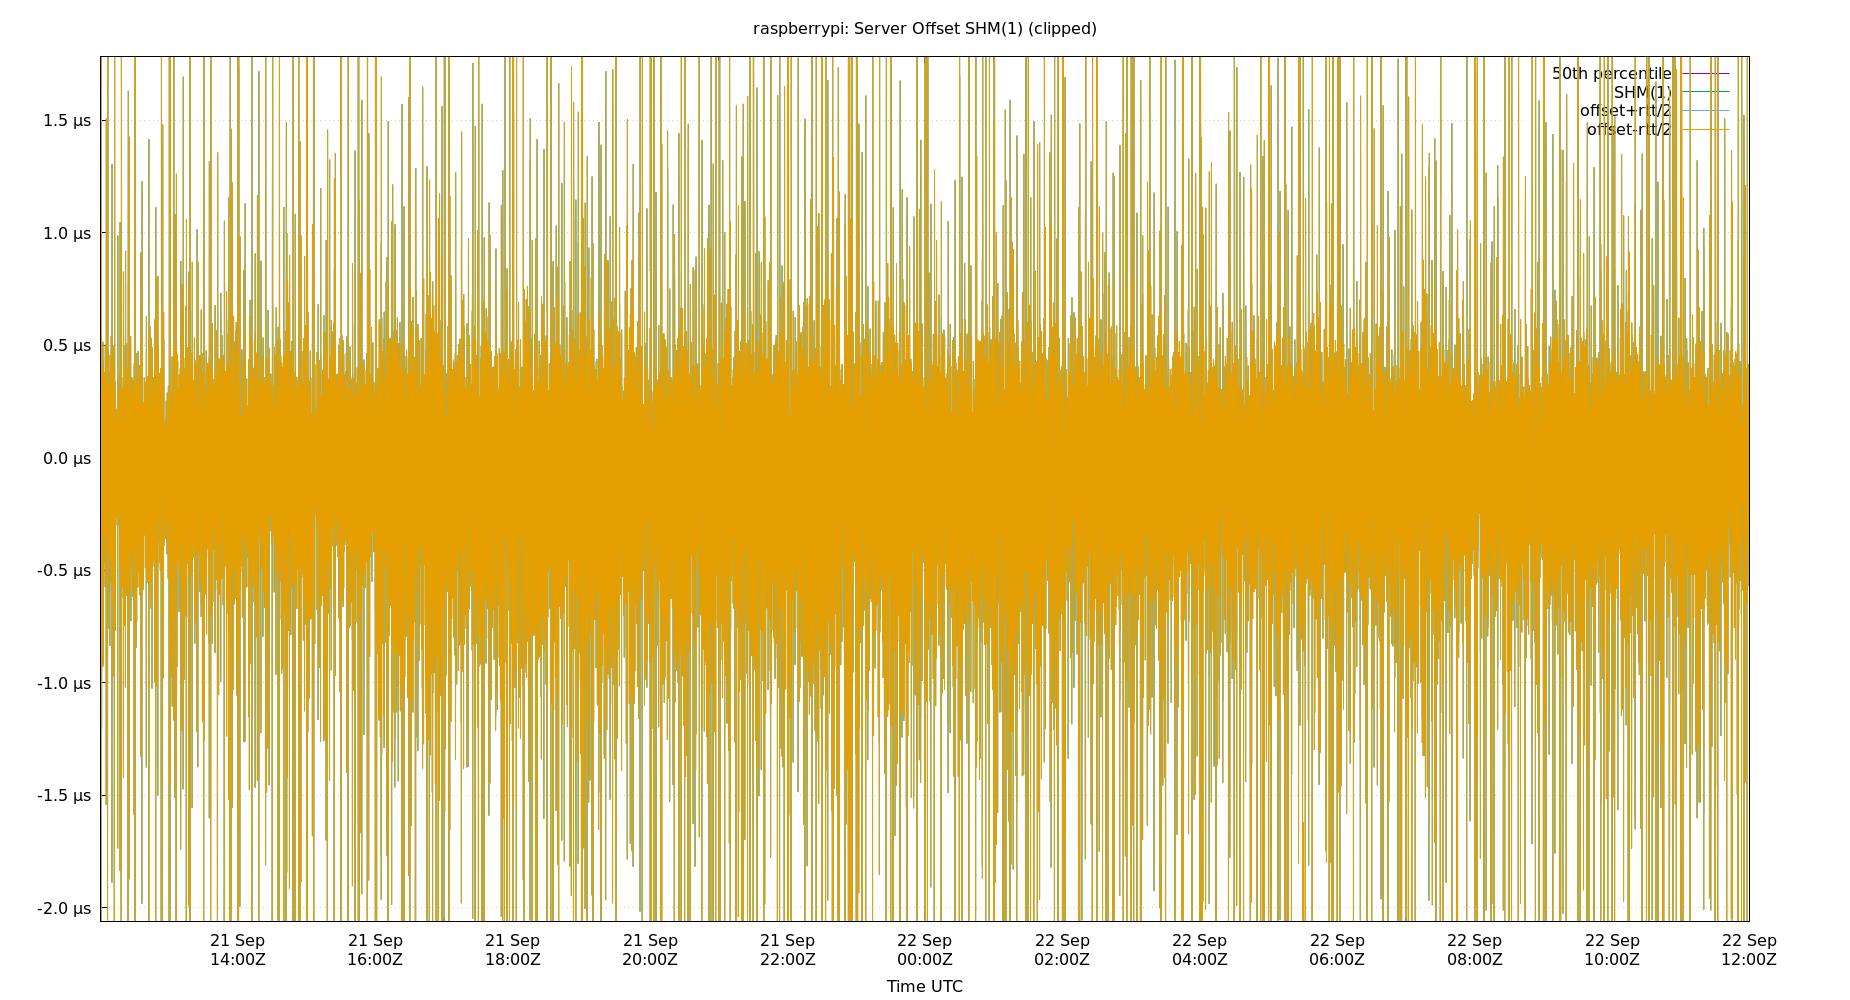 raspberrypi: Server Offset SHM(1) (clipped)
50th percentile
SHM(1)
offset+rtt/2
offset-rtt/2
1.5 µs
1.0 µs
0.5 µs
0.0 µs
-0.5 µs
-1.0 µs
-1.5 µs
-2.0 µs
21 Sep 21 Sep 21 Sep 21 Sep 21 Sep 22 Sep 22 Sep 22 Sep 22 Sep 22 Sep 22 Sep 22 Sep
14:00Z 16:00Z 18:00Z 20:00Z 22:00Z 00:00Z 02:00Z 04:00Z 06:00Z 08:00Z 10:00Z 12:00Z
Time UTC